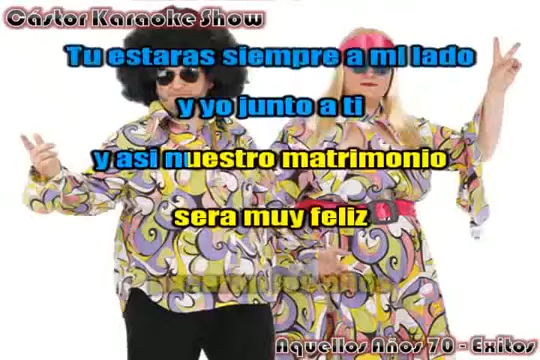 Cástor Karaoke Show
Tu estaras siempre a mi lado
y yo junto a ti
y asi nuestro matrimonio
sera muy feliz
Aquellos Años 70 - Exitos